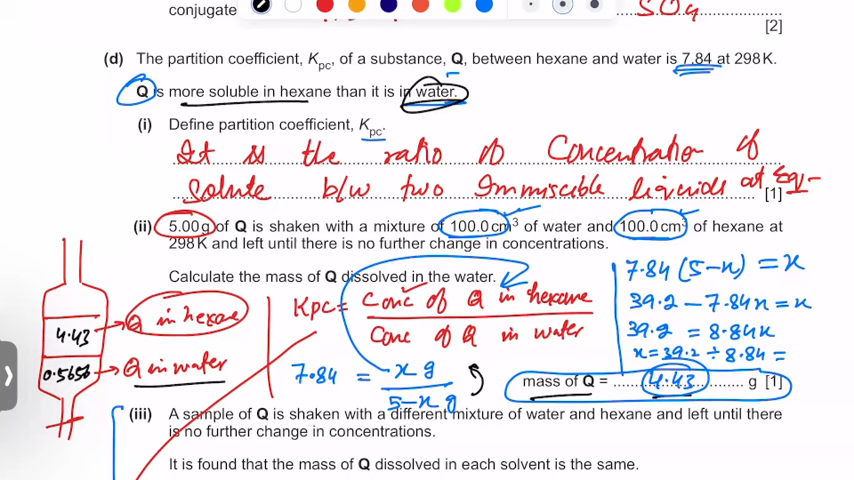 conjugate ........ SO4
[2]
(d) The partition coefficient, Kpc, of a substance, Q, between hexane and water is 7.84 at 298K.
Q is more soluble in hexane than it is in water.
(i) Define partition coefficient, Kpc.
It is the ratio of Concentration of
Solute b/w two Immiscible liquids at Eq- [1]
(ii) 5.00g of Q is shaken with a mixture of 100.0cm³ of water and 100.0cm³ of hexane at
298K and left until there is no further change in concentrations.
Calculate the mass of Q dissolved in the water.
Kpc = Conc of Q in hexane
Conc of Q in water
7.84 = x g
5-x g
7.84 (5-x) = x
39.2 - 7.84x = x
39.2 = 8.84x
x = 39.2 ÷ 8.84 =
4.43 → Q in hexane
0.5656 → Q in water
mass of Q = ........ 4.43 ........ g [1]
(iii) A sample of Q is shaken with a different mixture of water and hexane and left until there
is no further change in concentrations.
It is found that the mass of Q dissolved in each solvent is the same.